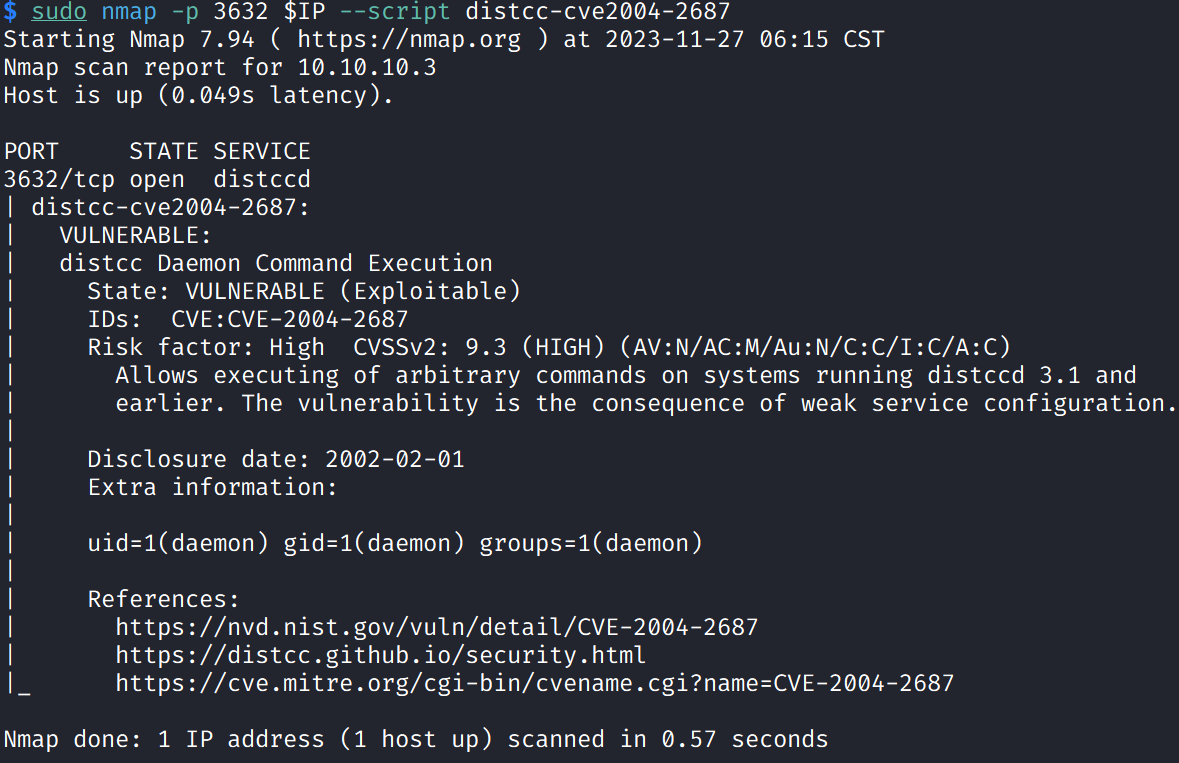 $ sudo nmap -p 3632 $IP --script distcc-cve2004-2687
Starting Nmap 7.94 ( https://nmap.org ) at 2023-11-27 06:15 CST
Nmap scan report for 10.10.10.3
Host is up (0.049s latency).

PORT     STATE SERVICE
3632/tcp open  distccd
| distcc-cve2004-2687:
|   VULNERABLE:
|   distcc Daemon Command Execution
|     State: VULNERABLE (Exploitable)
|     IDs:  CVE:CVE-2004-2687
|     Risk factor: High  CVSSv2: 9.3 (HIGH) (AV:N/AC:M/Au:N/C:C/I:C/A:C)
|       Allows executing of arbitrary commands on systems running distccd 3.1 and
|       earlier. The vulnerability is the consequence of weak service configuration.
|
|     Disclosure date: 2002-02-01
|     Extra information:
|
|     uid=1(daemon) gid=1(daemon) groups=1(daemon)
|
|     References:
|       https://nvd.nist.gov/vuln/detail/CVE-2004-2687
|       https://distcc.github.io/security.html
|_      https://cve.mitre.org/cgi-bin/cvename.cgi?name=CVE-2004-2687

Nmap done: 1 IP address (1 host up) scanned in 0.57 seconds